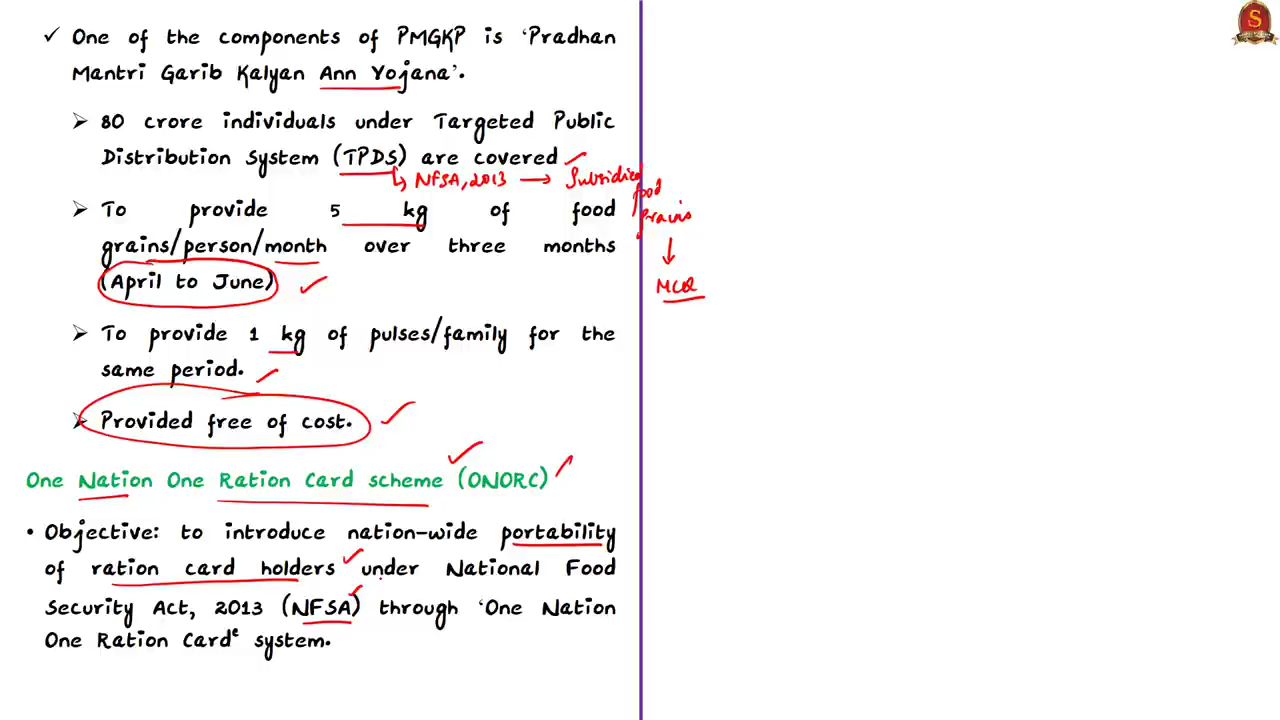 ✓ One of the components of PMGKP is ‘Pradhan
Mantri Garib Kalyan Ann Yojana’.
➤ 80 crore individuals under Targeted Public
Distribution System (TPDS) are covered
NFSA, 2013 → Subsidied
food
grains
➤ To provide 5 kg of food
grains/person/month over three months
(April to June)
MCQ
➤ To provide 1 kg of pulses/family for the
same period.
➤ Provided free of cost.
One Nation One Ration Card scheme (ONORC)
• Objective: to introduce nation-wide portability
of ration card holders under National Food
Security Act, 2013 (NFSA) through ‘One Nation
One Ration Card‘ system.
S